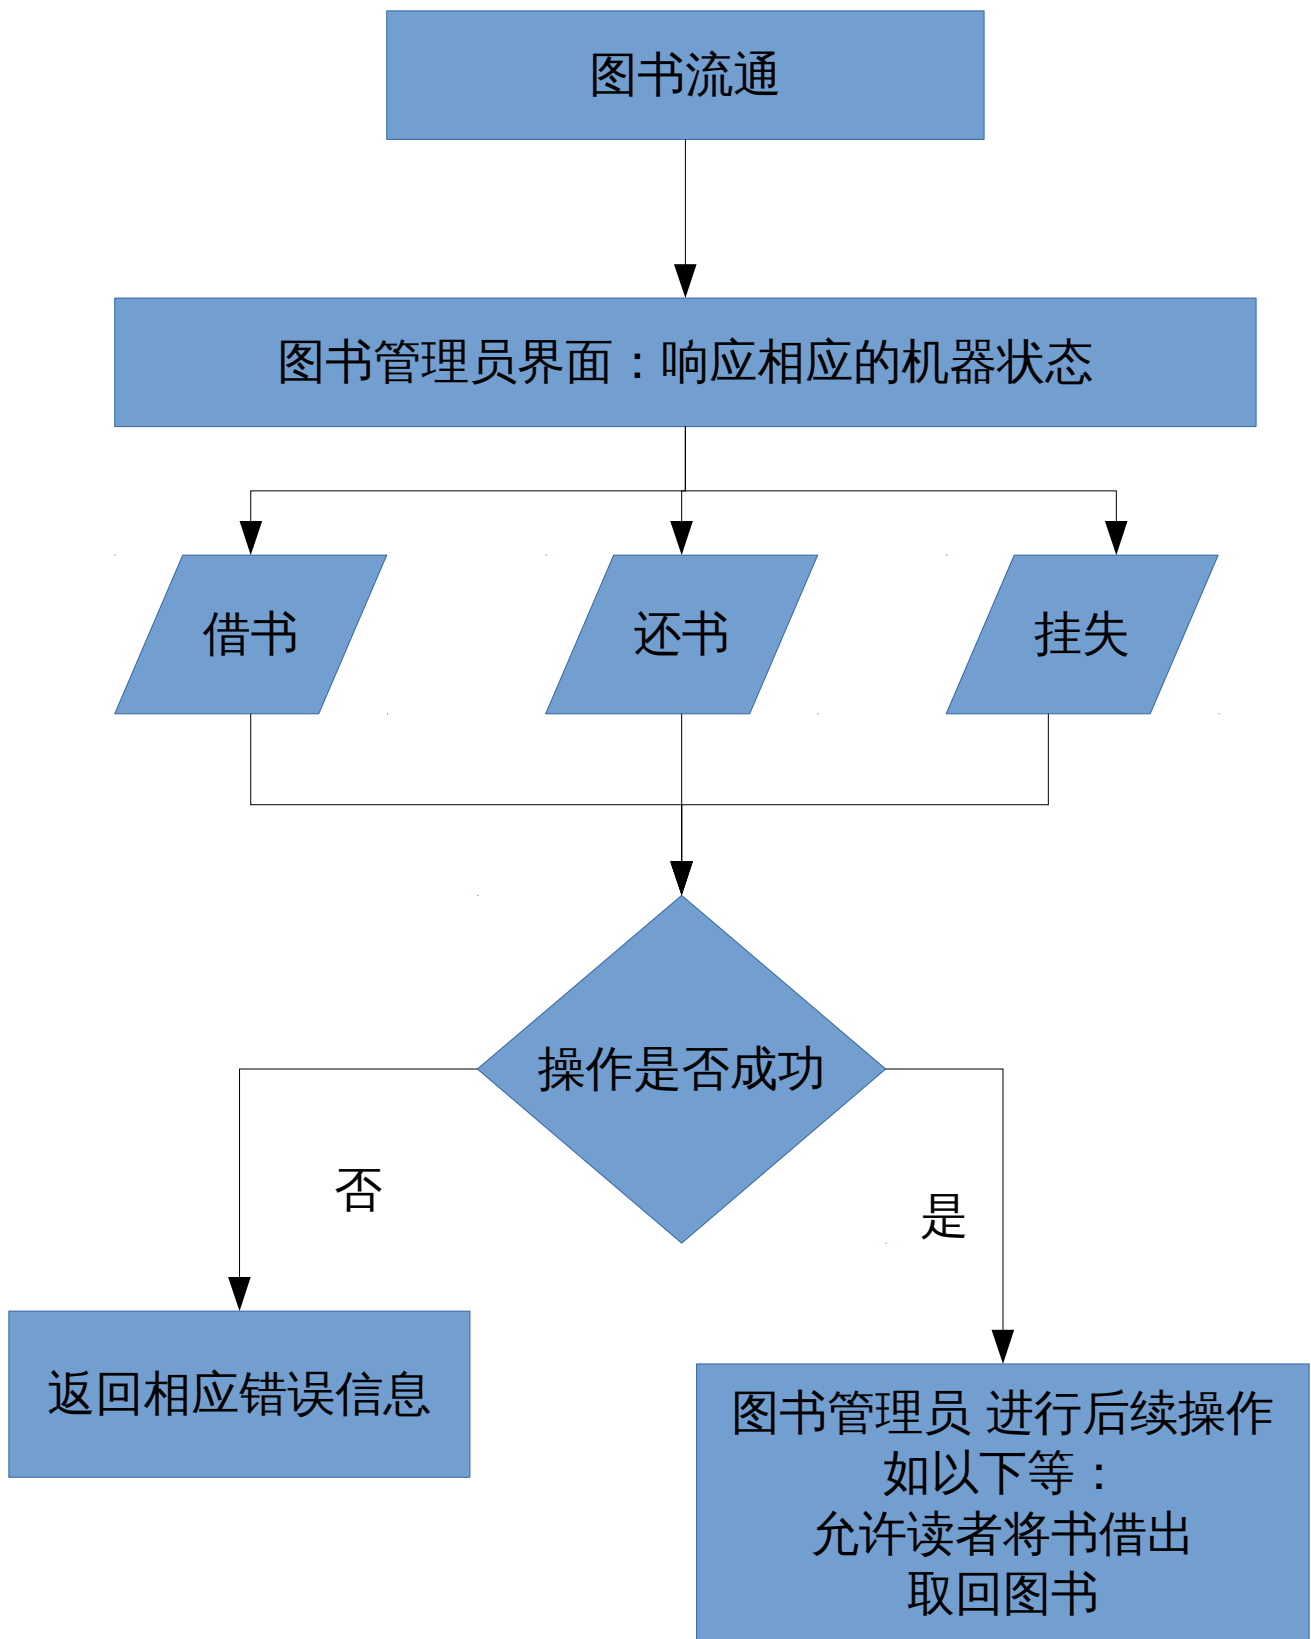 图书流通
图书管理员界面：响应相应的机器状态
借书
还书
挂失
操作是否成功
否
是
返回相应错误信息
图书管理员 进行后续操作
如以下等：
允许读者将书借出
取回图书